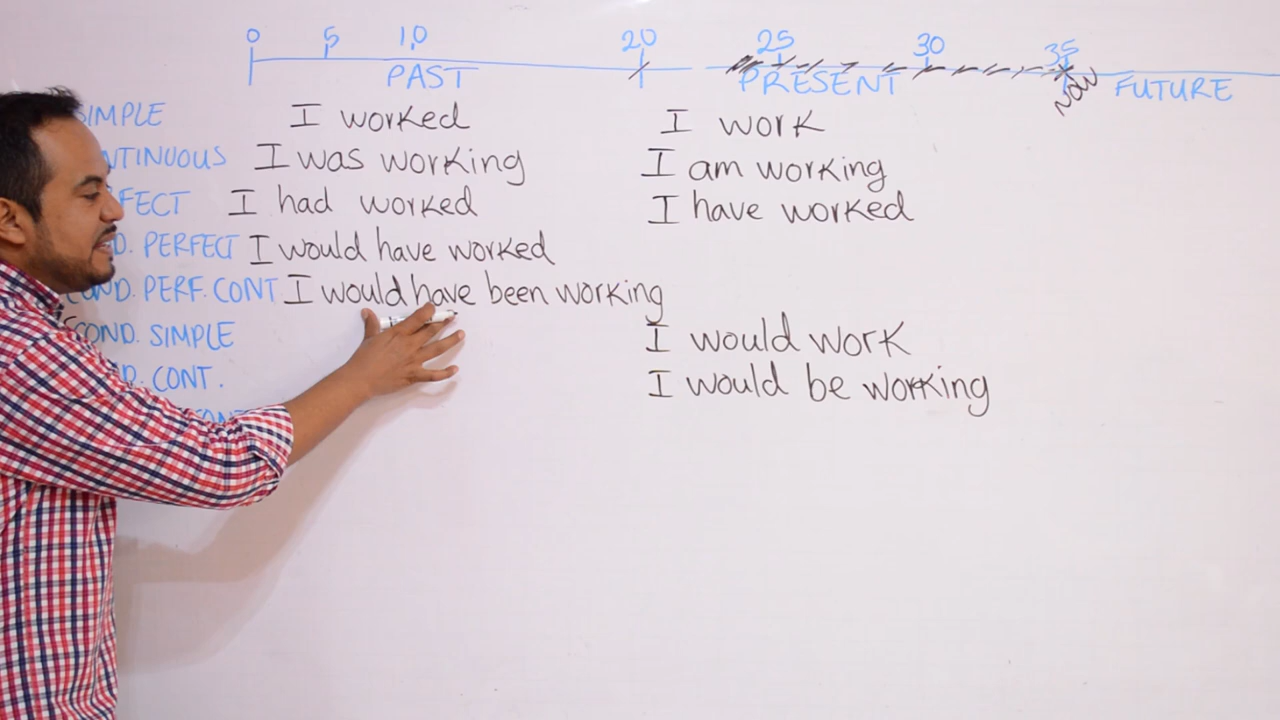 0 5 10 20 25 30 35
PAST PRESENT NOW FUTURE
SIMPLE I worked I work
CONTINUOUS I was working I am working
PERFECT I had worked I have worked
COND. PERFECT I would have worked
COND. PERF. CONT I would have been working
COND. SIMPLE I would work
COND. CONT. I would be working